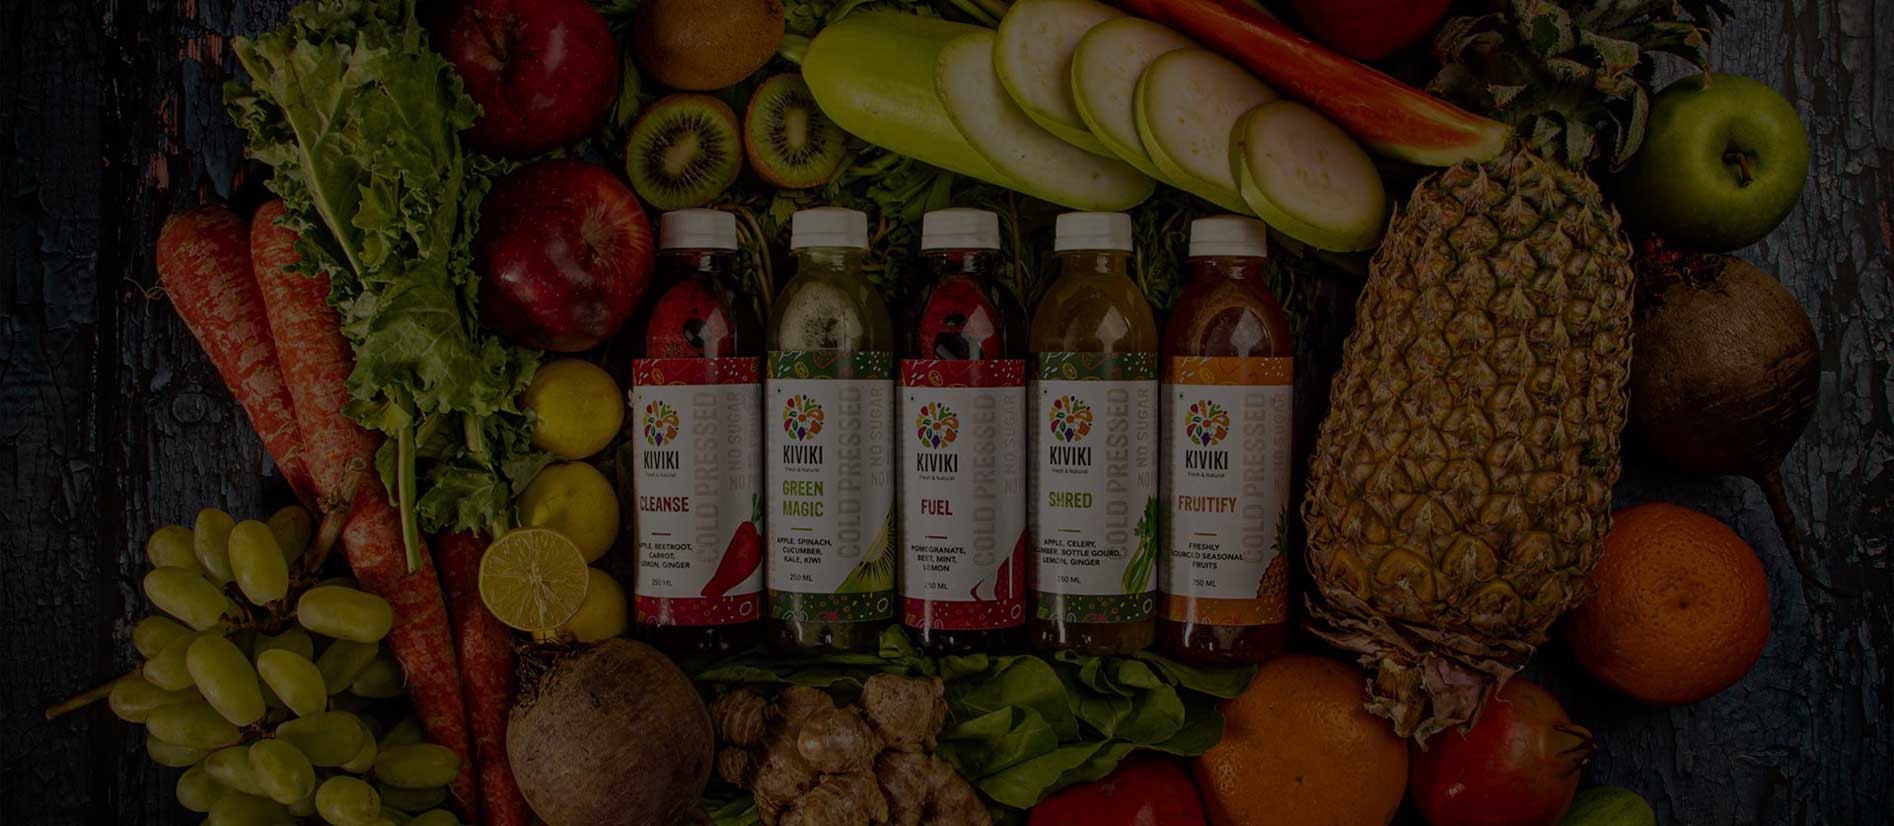 KIVIKI
Fresh & Natural
CLEANSE
APPLE, BEETROOT,
CARROT,
LEMON, GINGER
250 ML
COLD PRESSED
NO SUGAR
KIVIKI
Fresh & Natural
GREEN
MAGIC
APPLE, SPINACH,
CUCUMBER,
KALE, KIWI
250 ML
COLD PRESSED
NO SUGAR
KIVIKI
Fresh & Natural
FUEL
POMEGRANATE,
BEET, MINT,
LEMON
250 ML
COLD PRESSED
NO SUGAR
KIVIKI
Fresh & Natural
SHRED
APPLE, CELERY,
UMBER, BOTTLE GOURD,
LEMON, GINGER
250 ML
COLD PRESSED
NO SUGAR
KIVIKI
Fresh & Natural
FRUITIFY
FRESHLY
SOURCED SEASONAL
FRUITS
250 ML
COLD PRESSED